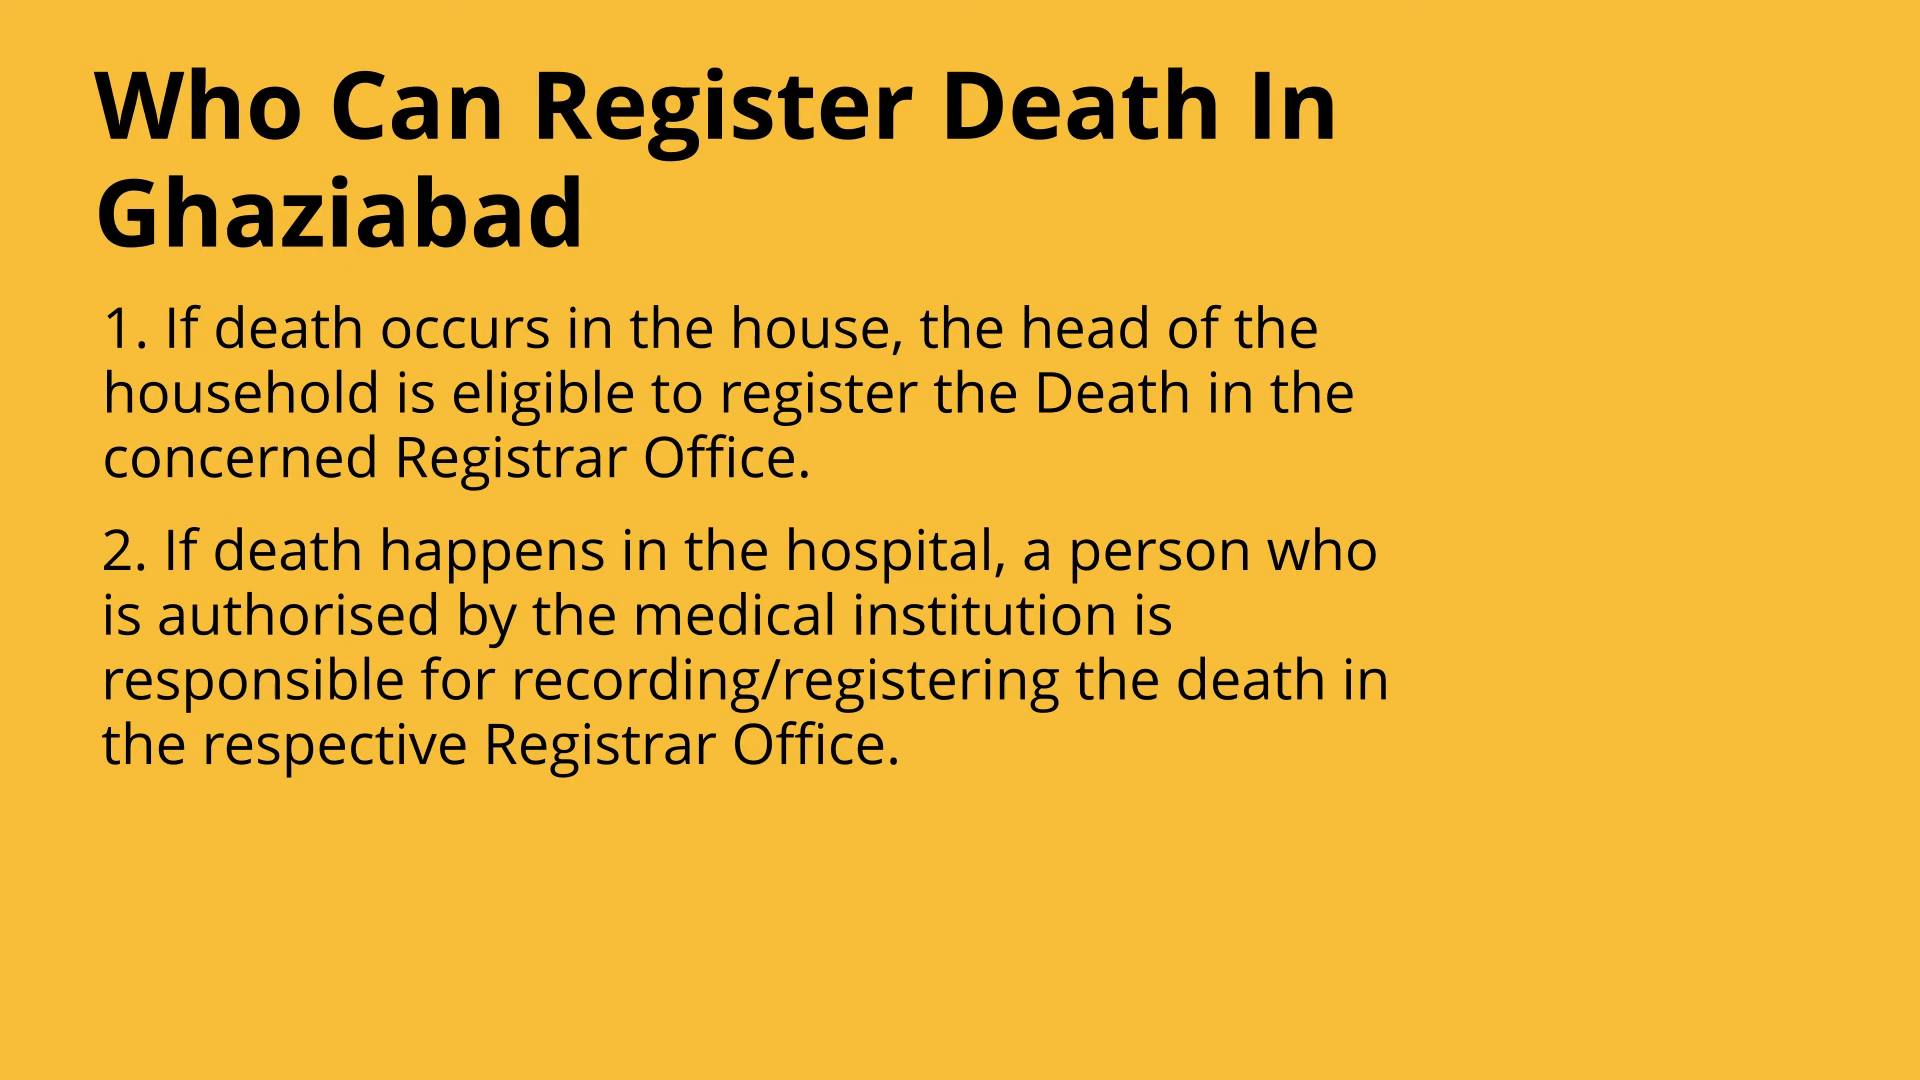 Who Can Register Death In
Ghaziabad
1. If death occurs in the house, the head of the
household is eligible to register the Death in the
concerned Registrar Office.
2. If death happens in the hospital, a person who
is authorised by the medical institution is
responsible for recording/registering the death in
the respective Registrar Office.